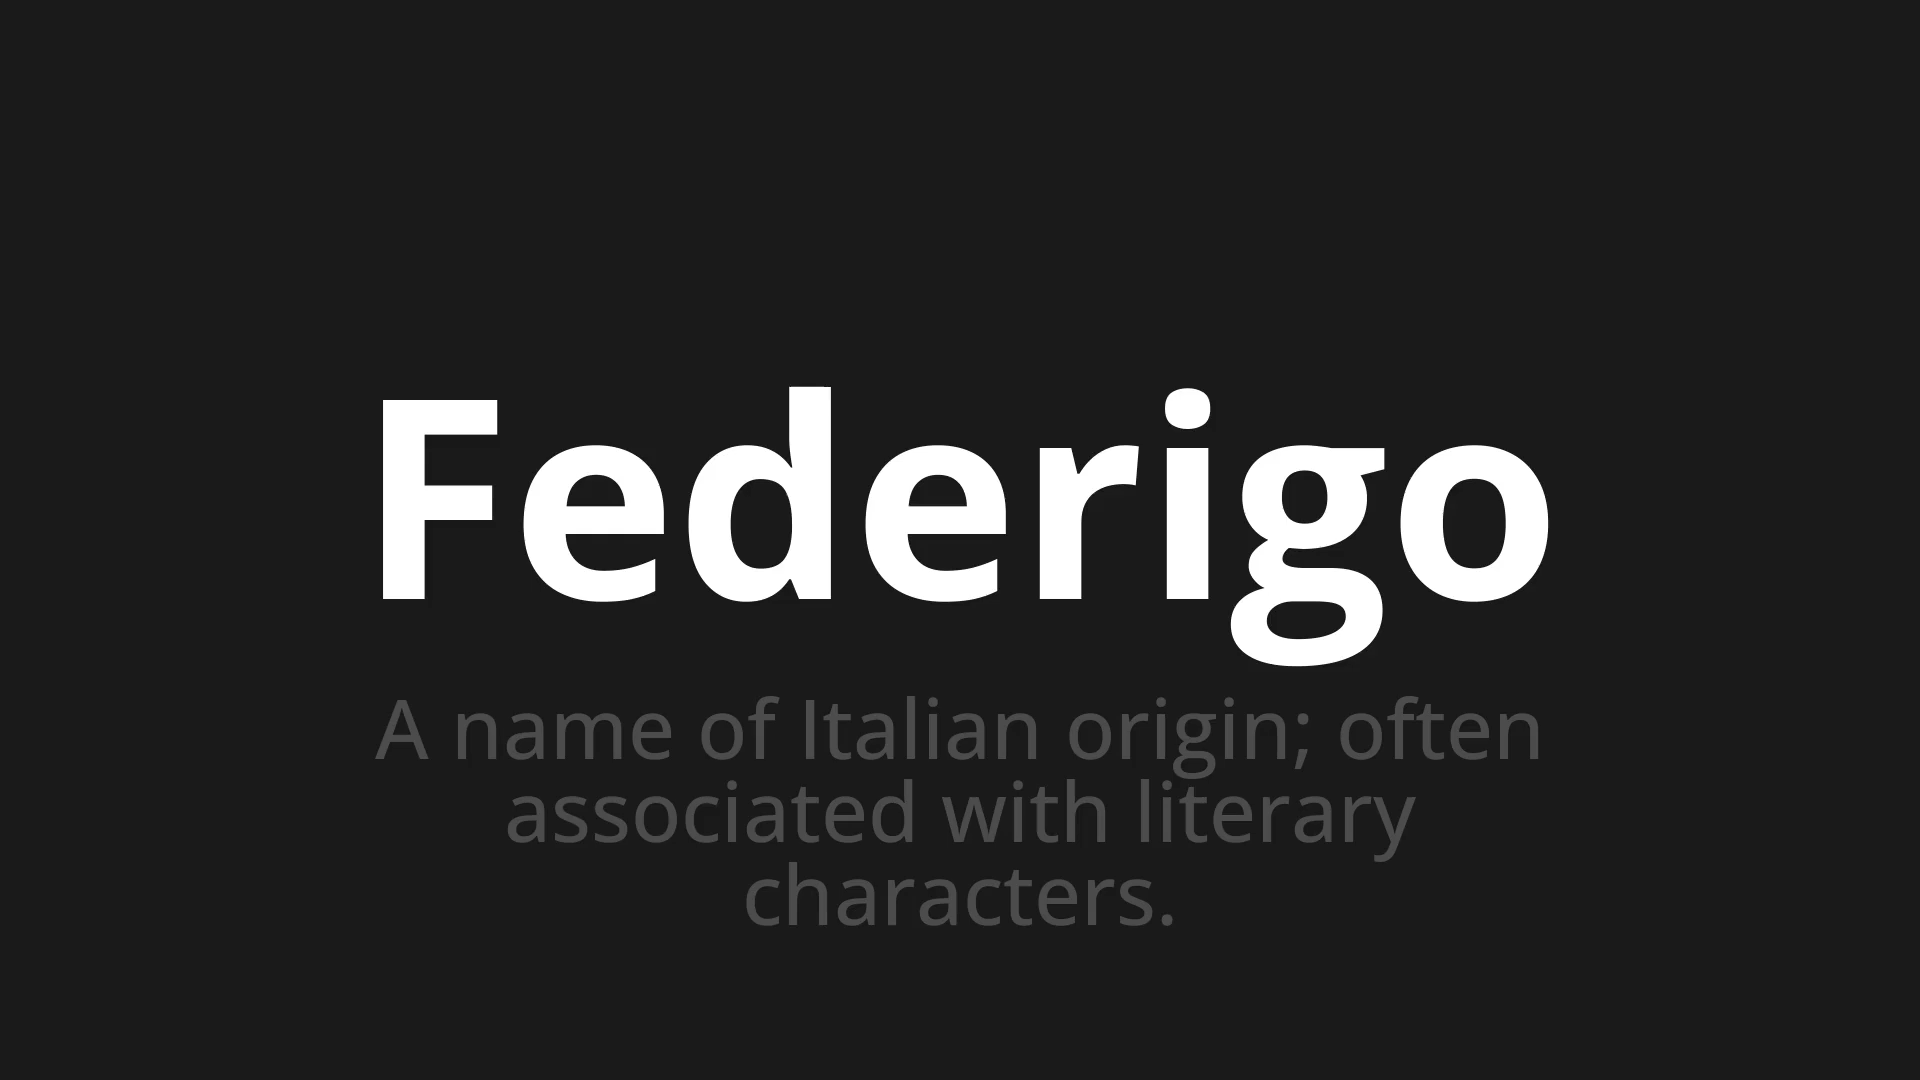 Federigo
A name of Italian origin; often
associated with literary
characters.